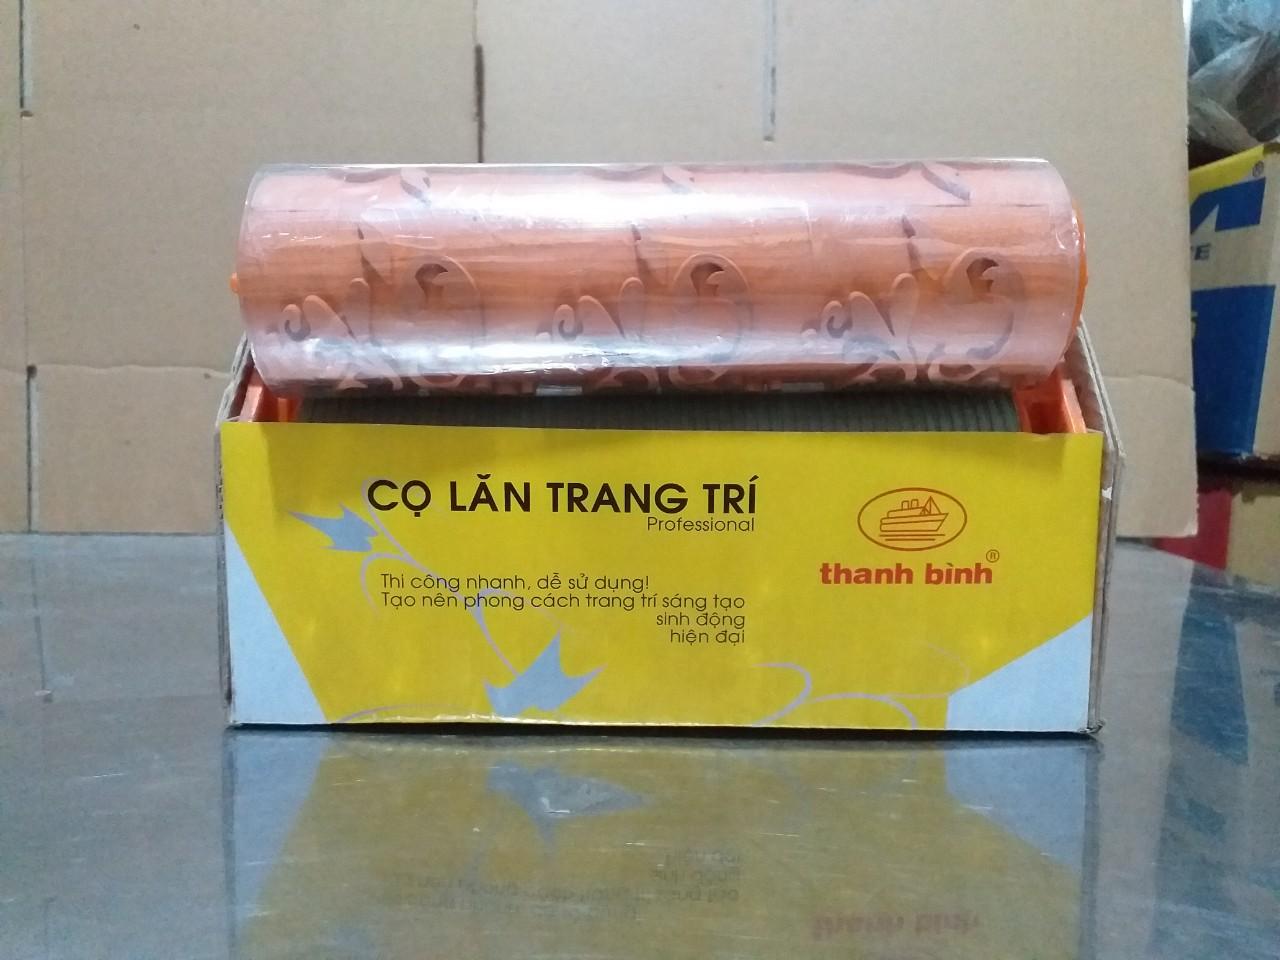 CỌ LĂN TRANG TRÍ
Professional
Thi công nhanh, dễ sử dụng!
Tạo nên phong cách trang trí sáng tạo
sinh động
hiện đại
thanh bình®